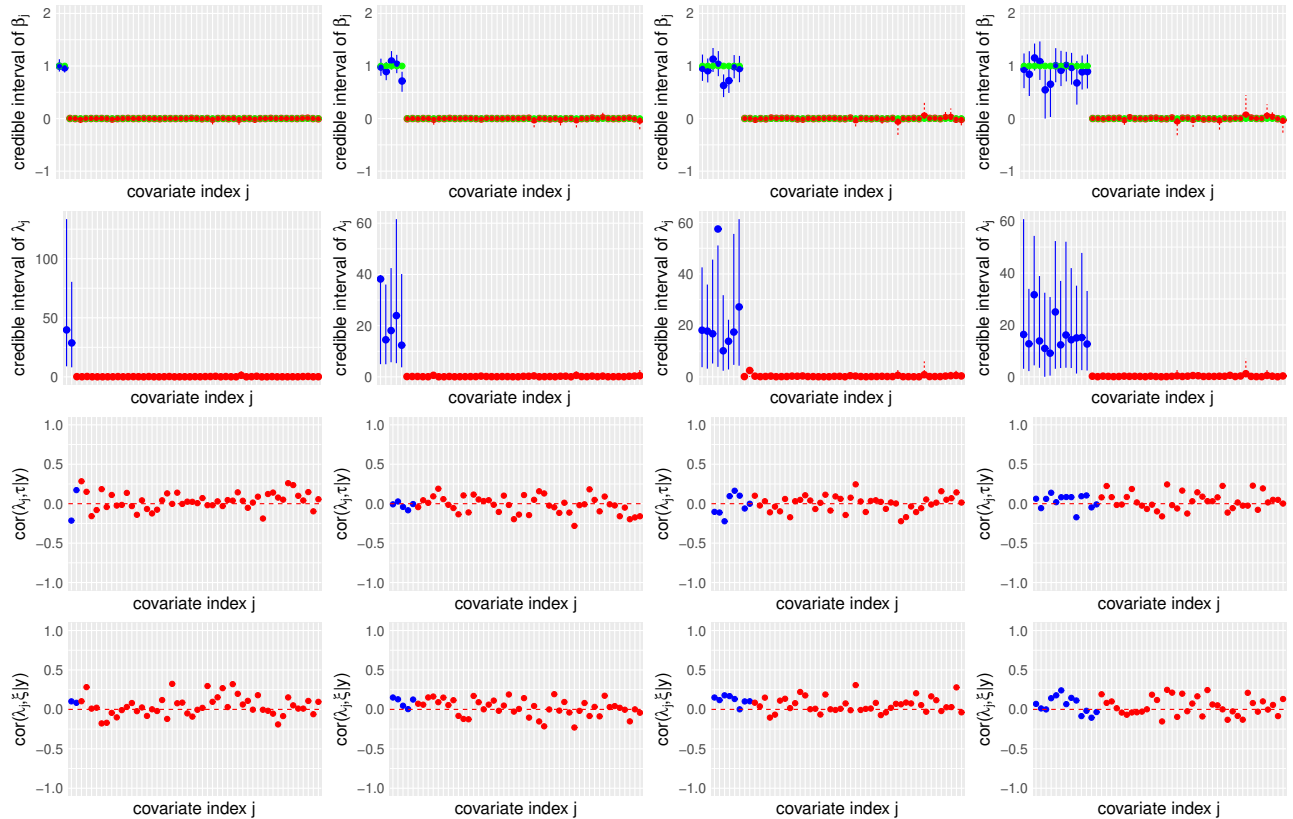 credible interval of βj
2
1
0
−1
covariate index j
credible interval of βj
2
1
0
−1
covariate index j
credible interval of βj
2
1
0
−1
covariate index j
credible interval of βj
2
1
0
−1
covariate index j
credible interval of λj
100
50
0
covariate index j
credible interval of λj
60
40
20
0
covariate index j
credible interval of λj
60
40
20
0
covariate index j
credible interval of λj
60
40
20
0
covariate index j
cor(λj,τ|y)
1.0
0.5
0.0
−0.5
−1.0
covariate index j
cor(λj,τ|y)
1.0
0.5
0.0
−0.5
−1.0
covariate index j
cor(λj,τ|y)
1.0
0.5
0.0
−0.5
−1.0
covariate index j
cor(λj,τ|y)
1.0
0.5
0.0
−0.5
−1.0
covariate index j
cor(λj,ξ|y)
1.0
0.5
0.0
−0.5
−1.0
covariate index j
cor(λj,ξ|y)
1.0
0.5
0.0
−0.5
−1.0
covariate index j
cor(λj,ξ|y)
1.0
0.5
0.0
−0.5
−1.0
covariate index j
cor(λj,ξ|y)
1.0
0.5
0.0
−0.5
−1.0
covariate index j